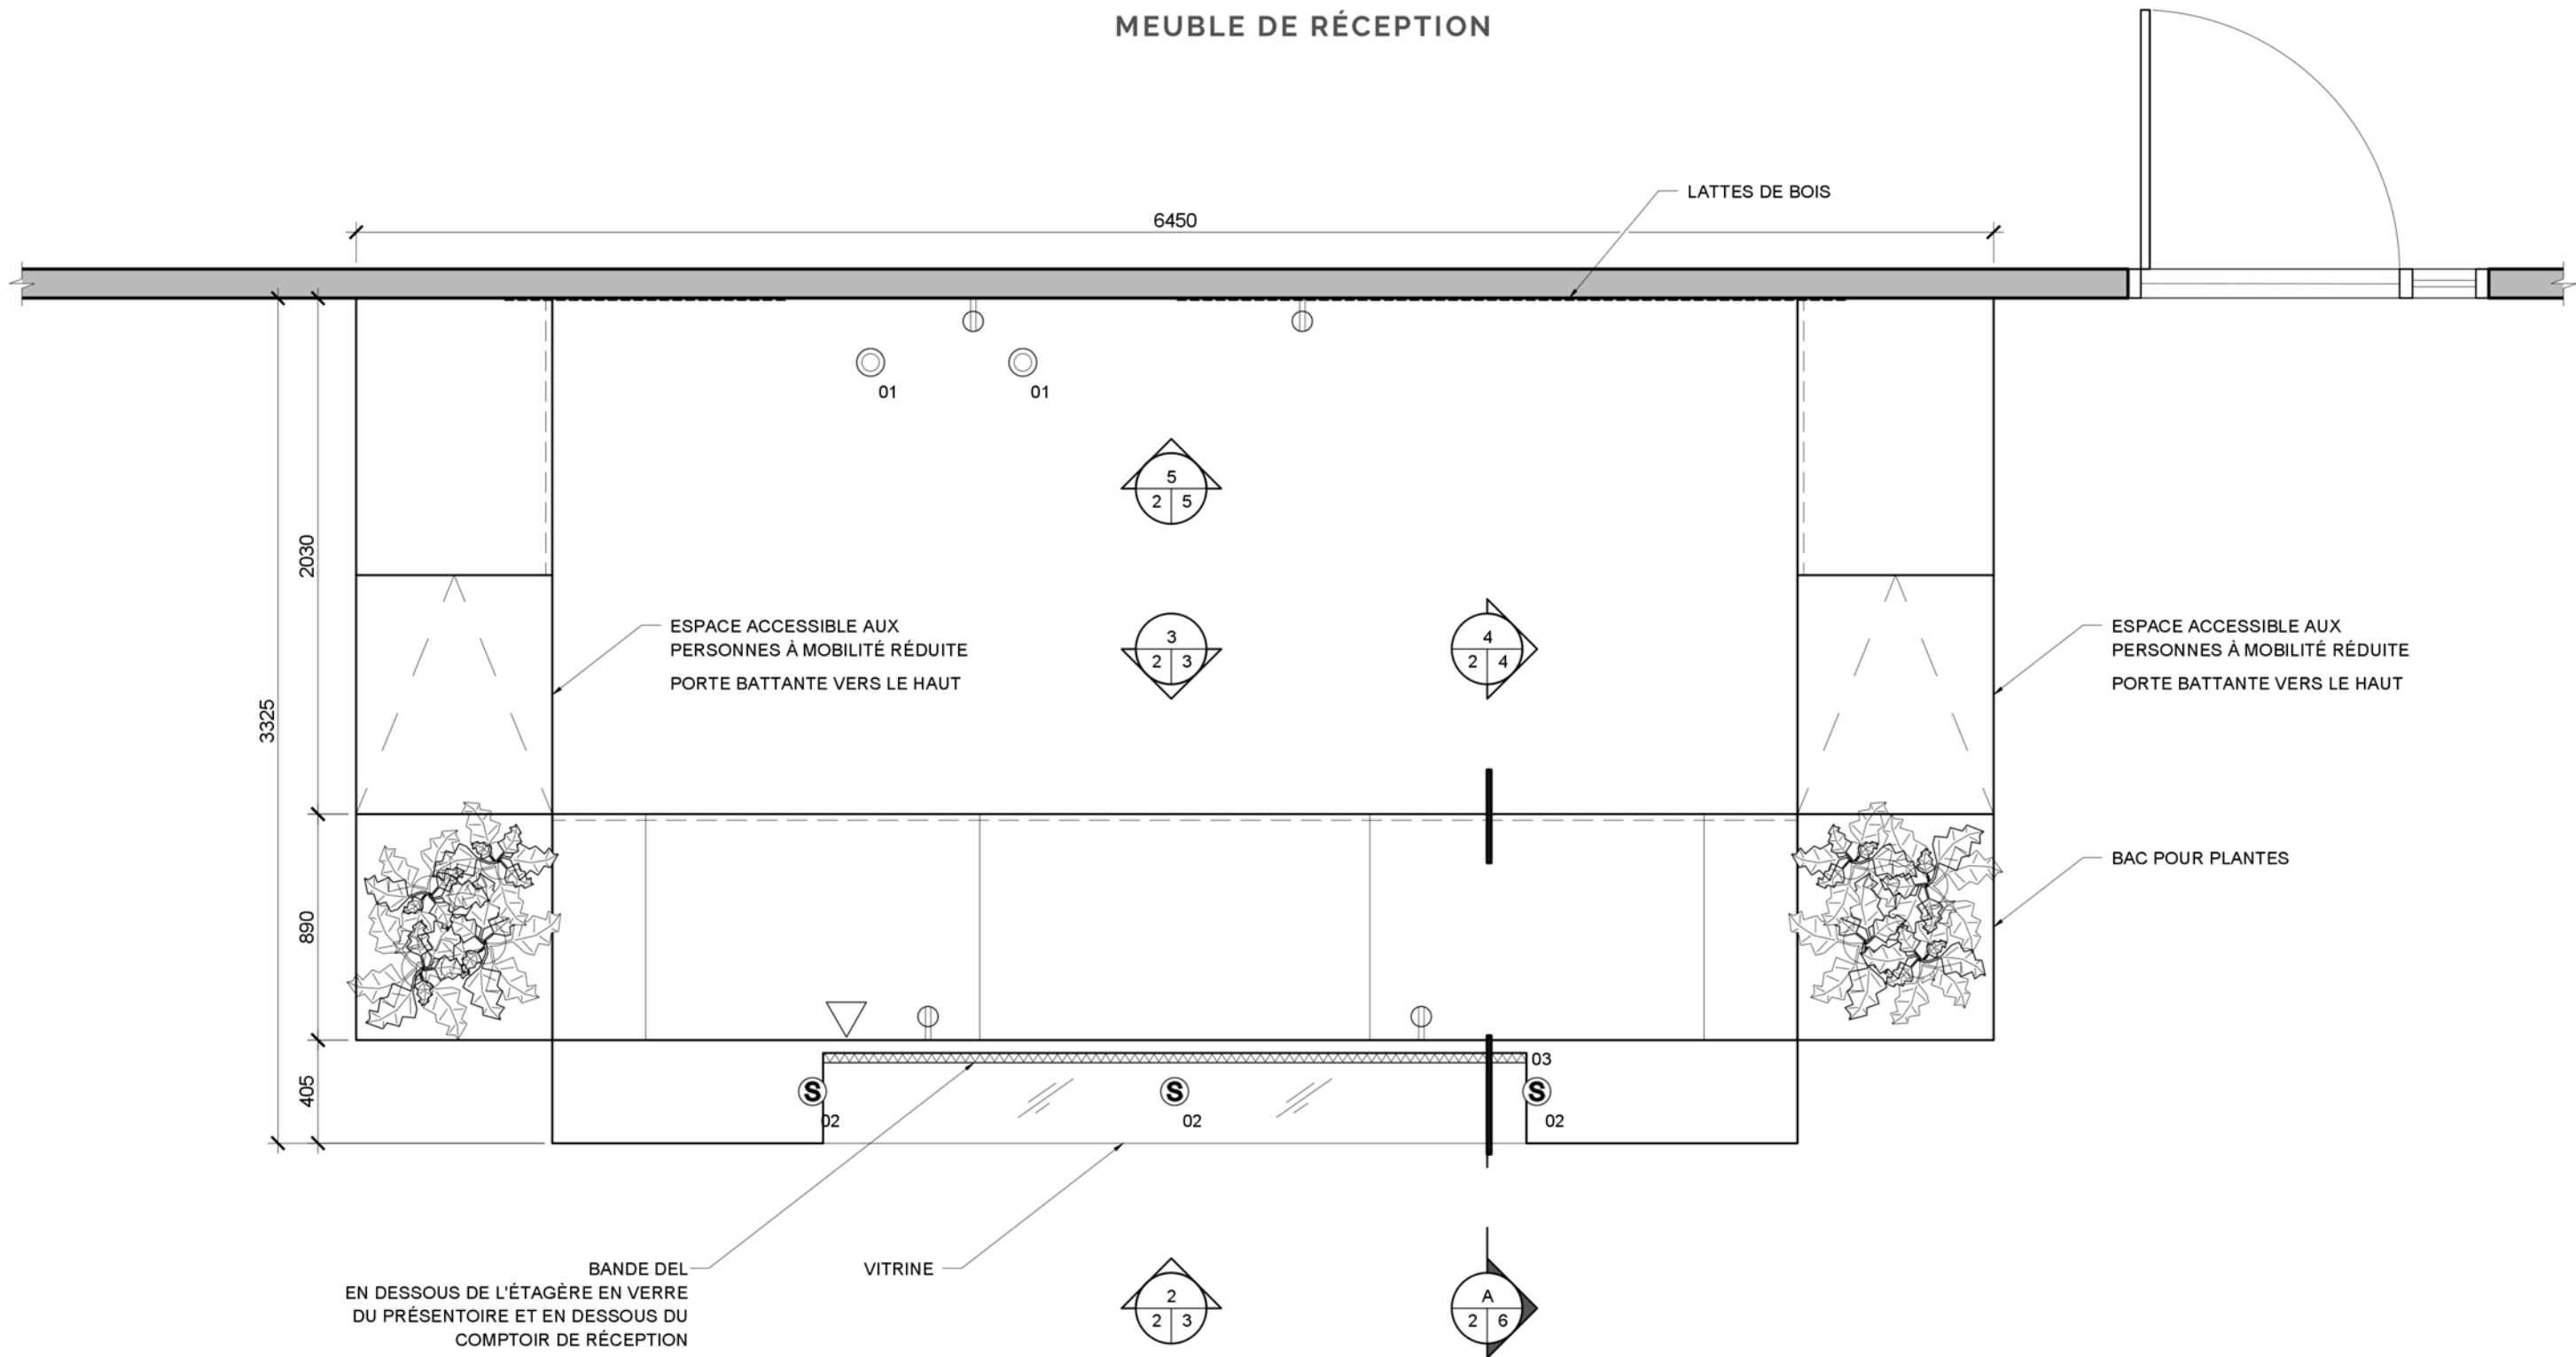 MEUBLE DE RÉCEPTION
LATTES DE BOIS
6450
01
01
5
2 5
2030
3325
ESPACE ACCESSIBLE AUX
PERSONNES À MOBILITÉ RÉDUITE
PORTE BATTANTE VERS LE HAUT
3
2 3
4
2 4
ESPACE ACCESSIBLE AUX
PERSONNES À MOBILITÉ RÉDUITE
PORTE BATTANTE VERS LE HAUT
890
BAC POUR PLANTES
405
03
S
02
S
02
S
02
BANDE DEL
EN DESSOUS DE L'ÉTAGÈRE EN VERRE
DU PRÉSENTOIRE ET EN DESSOUS DU
COMPTOIR DE RÉCEPTION
VITRINE
2
2 3
A
2 6